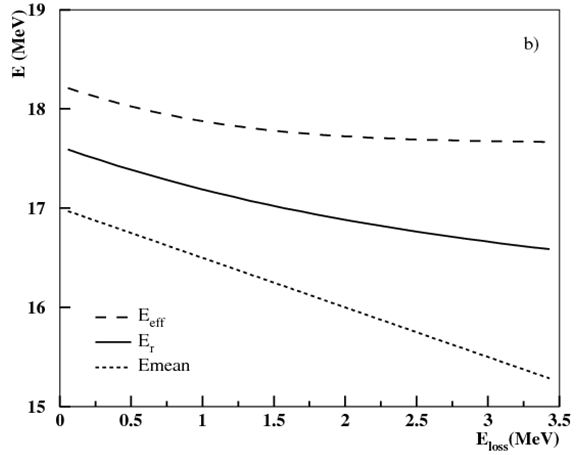 E (MeV)
19
18
17
16
15
b)
E_eff
E_r
Emean
0 0.5 1 1.5 2 2.5 3 3.5
E_loss(MeV)